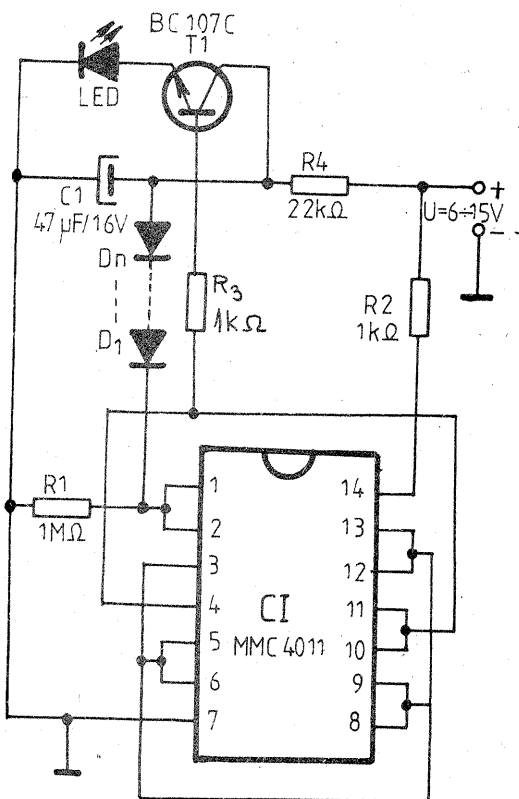 BC 107C
T1
LED
R4
22kΩ
+
U=6÷15V
-
C1
47 µF/16V
Dn
D1
R3
1kΩ
R2
1kΩ
R1
1MΩ
1
2
3
4
5
6
7
14
13
12
11
10
9
8
CI
MMC 4011